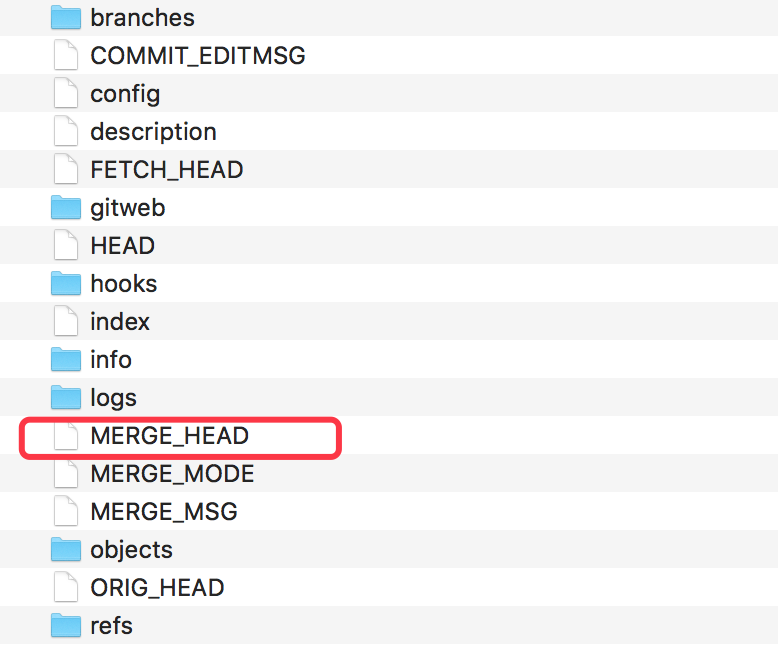 branches
COMMIT_EDITMSG
config
description
FETCH_HEAD
gitweb
HEAD
hooks
index
info
logs
MERGE_HEAD
MERGE_MODE
MERGE_MSG
objects
ORIG_HEAD
refs